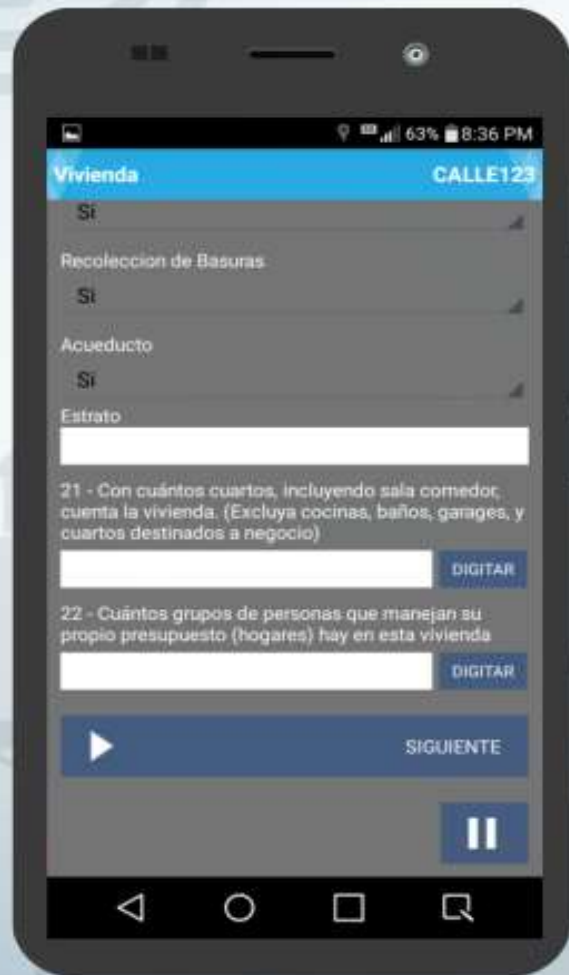 63% 8:36 PM
Vivienda CALLE123
Si
Recoleccion de Basuras
Si
Acueducto
Si
Estrato
21 - Con cuántos cuartos, incluyendo sala comedor,
cuenta la vivienda. (Excluya cocinas, baños, garages, y
cuartos destinados a negocio)
DIGITAR
22 - Cuántos grupos de personas que manejan su
propio presupuesto (hogares) hay en esta vivienda
DIGITAR
SIGUIENTE